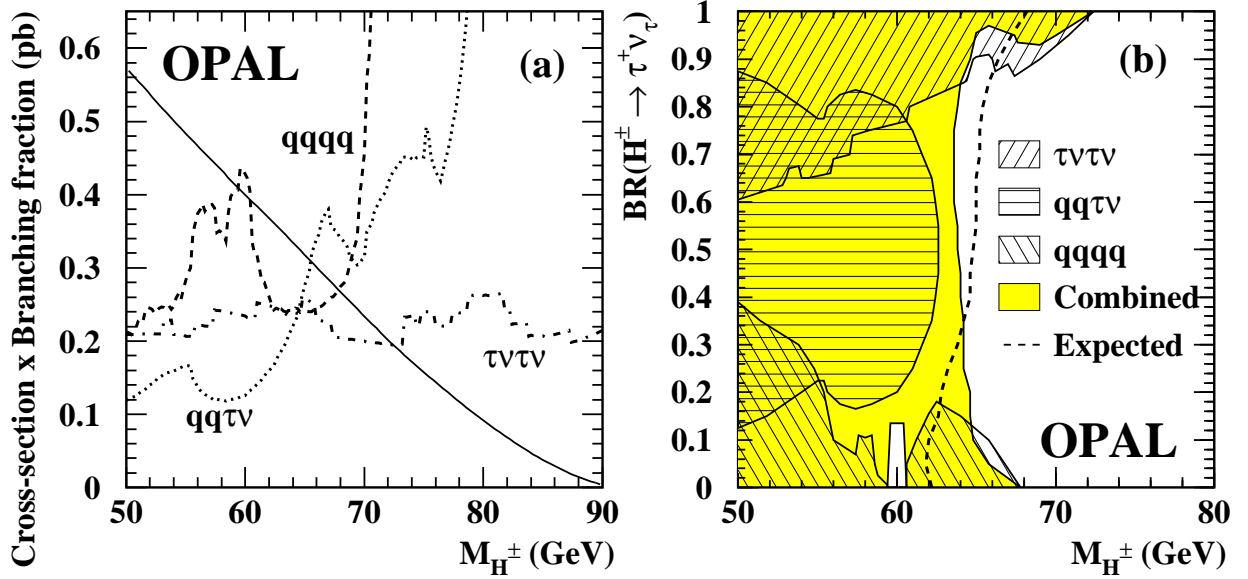 Cross-section x Branching fraction (pb)
0.6
0.5
0.4
0.3
0.2
0.1
0
50 60 70 80 90
M_H± (GeV)
OPAL (a)
qqqq
τντν
qqτν
BR(H± → τ+ντ)
1
0.9
0.8
0.7
0.6
0.5
0.4
0.3
0.2
0.1
0
50 60 70 80
M_H± (GeV)
(b)
τντν
qqτν
qqqq
Combined
Expected
OPAL